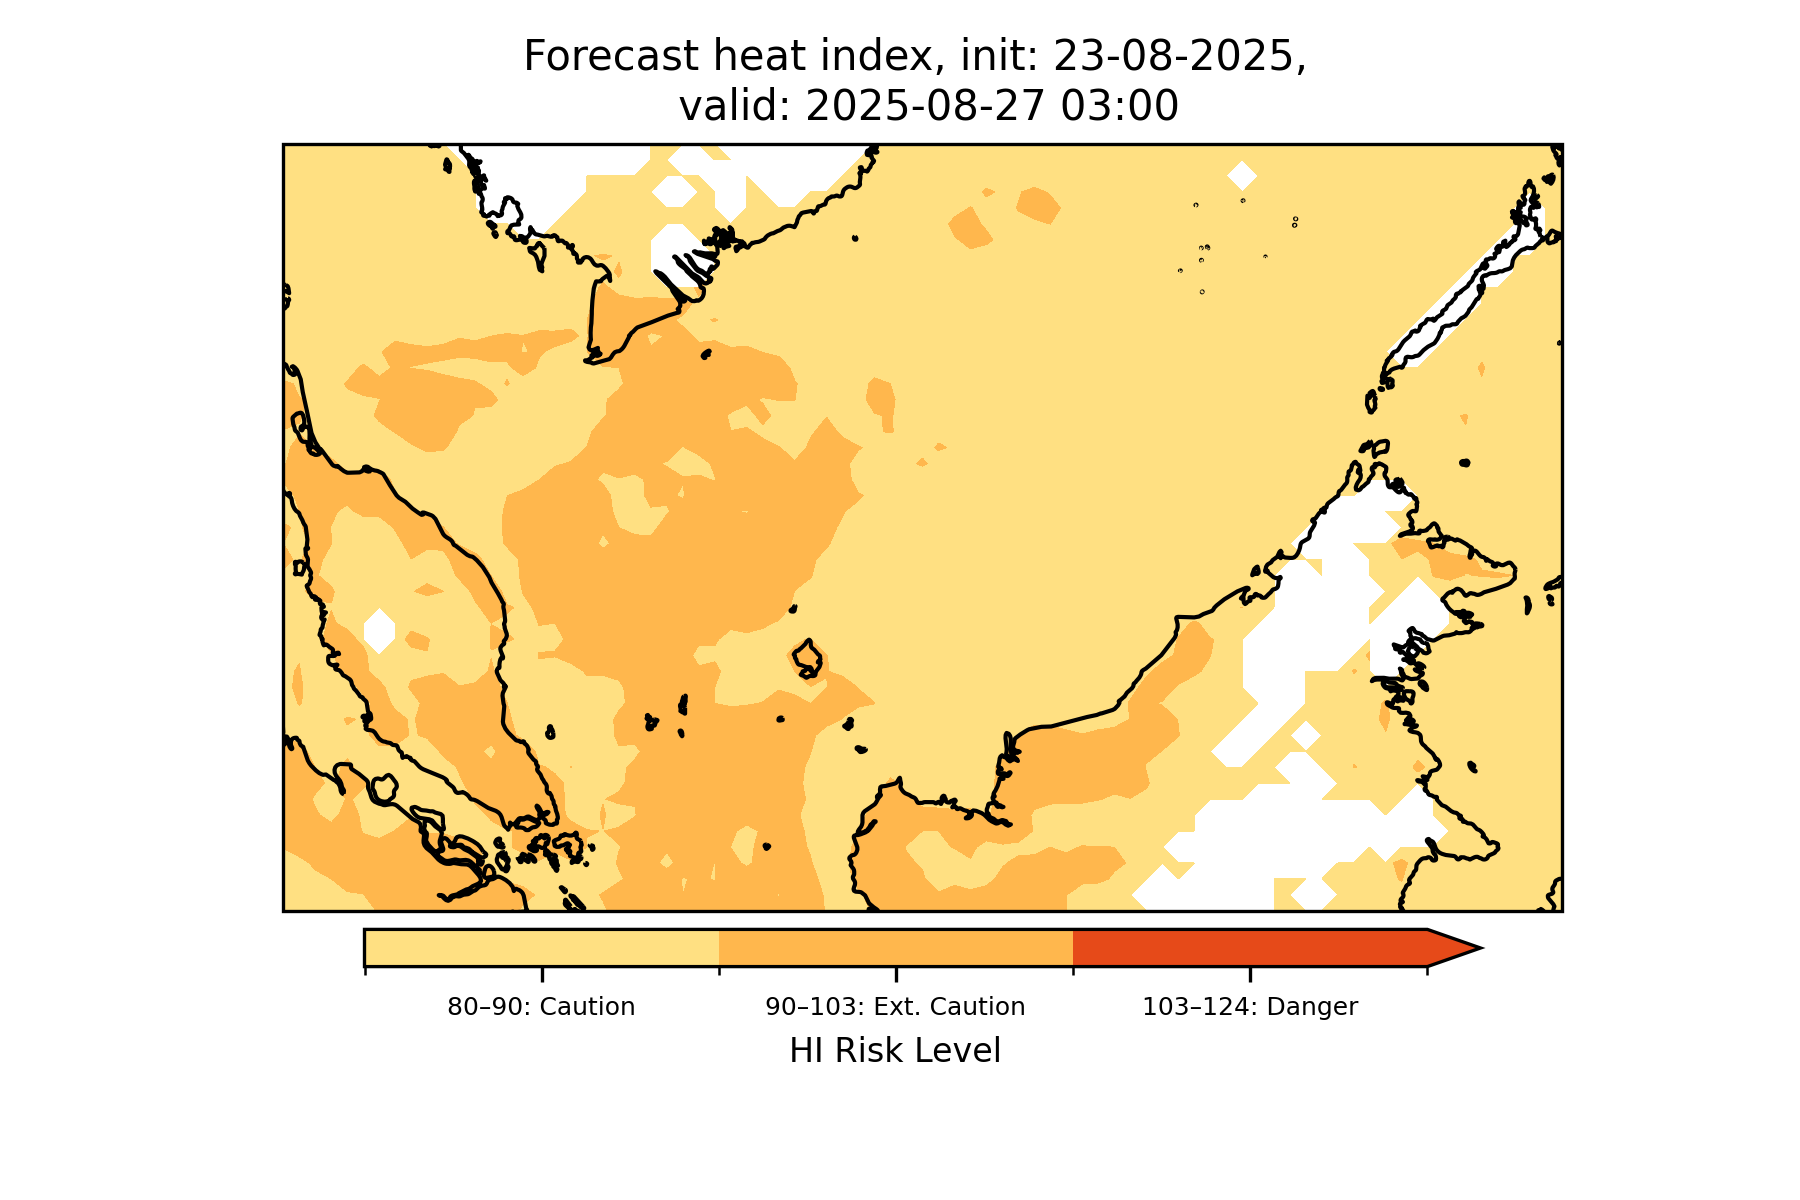 Forecast heat index, init: 23-08-2025,
valid: 2025-08-27 03:00
80–90: Caution
90–103: Ext. Caution
103–124: Danger
HI Risk Level